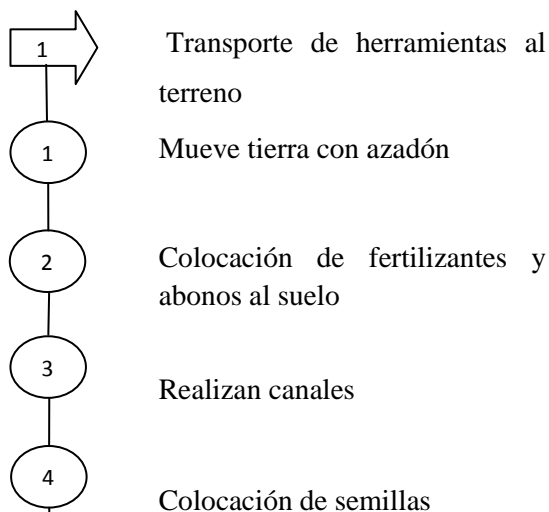 1 Transporte de herramientas al
terreno
1 Mueve tierra con azadón
2 Colocación de fertilizantes y
abonos al suelo
3
Realizan canales
4
Colocación de semillas